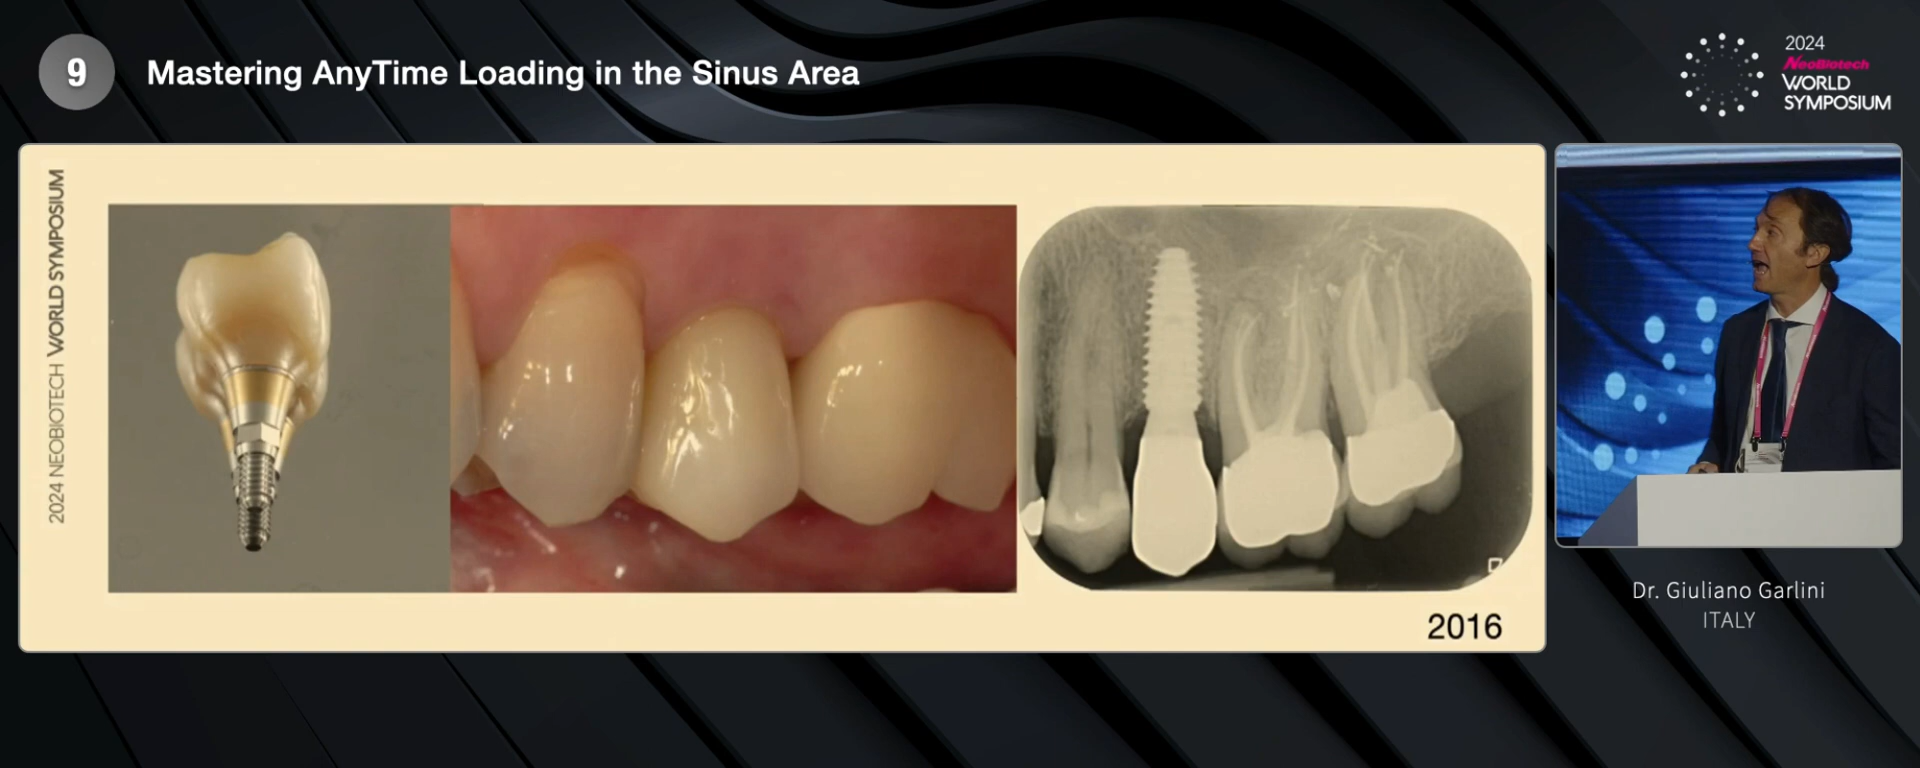 9
Mastering AnyTime Loading in the Sinus Area
2024
NeoBiotech
WORLD
SYMPOSIUM
2024 NEOBIOTECH WORLD SYMPOSIUM
2016
Dr. Giuliano Garlini
ITALY